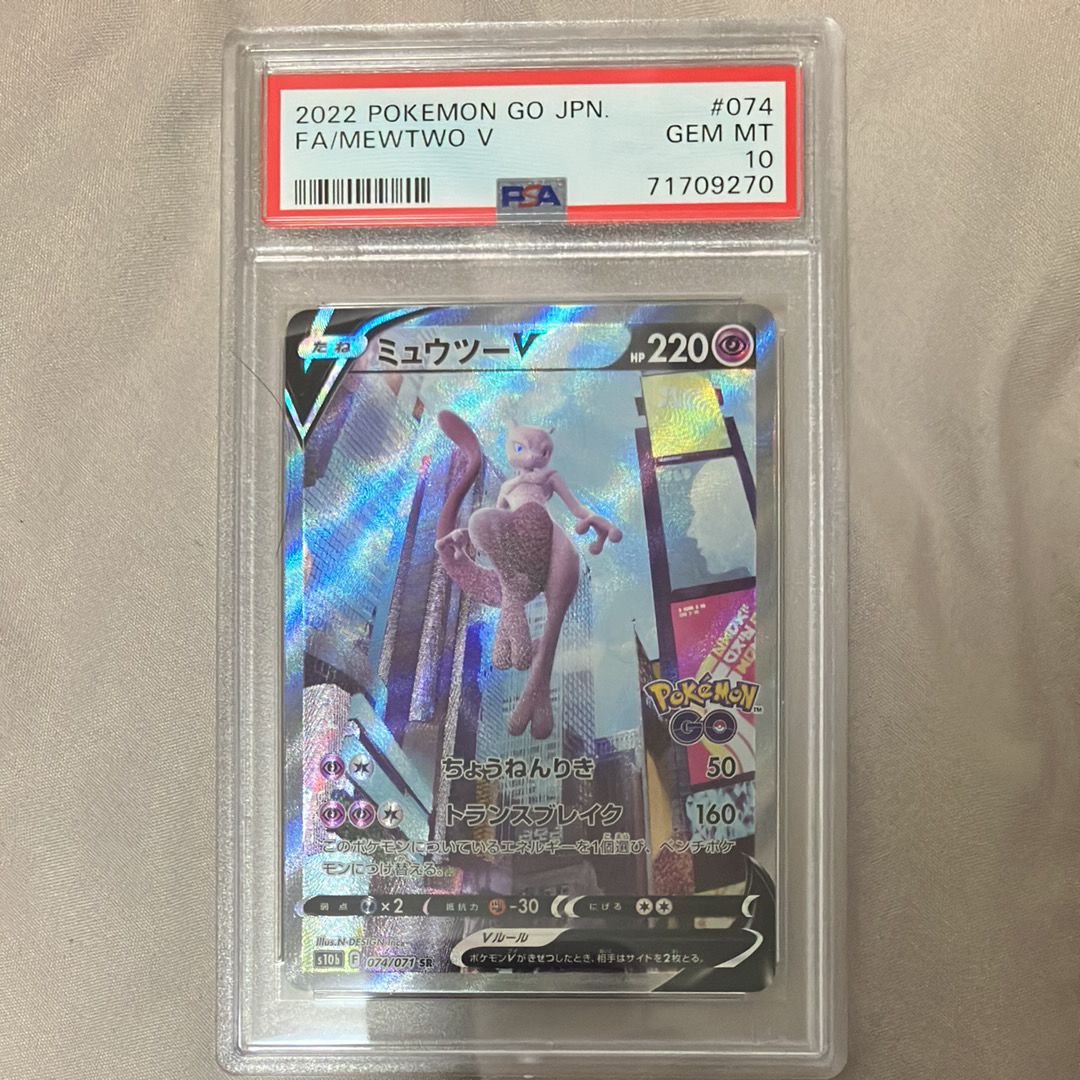 2022 POKEMON GO JPN. #074
FA/MEWTWO V GEM MT
10
PSA 71709270
たね ミュウツーV HP 220
POKéMON™
GO
ちょうねんりき 50
トランスブレイク 160
このポケモンについているエネルギーを1個選び、ベンチポケ
モンにつけ替える。
弱点 ×2 抵抗力 -30 にげる
Illus.N-DESIGN Inc.
Vルール
s10b F 074/071 SR ポケモンVがきぜつしたとき、相手はサイドを2枚とる。